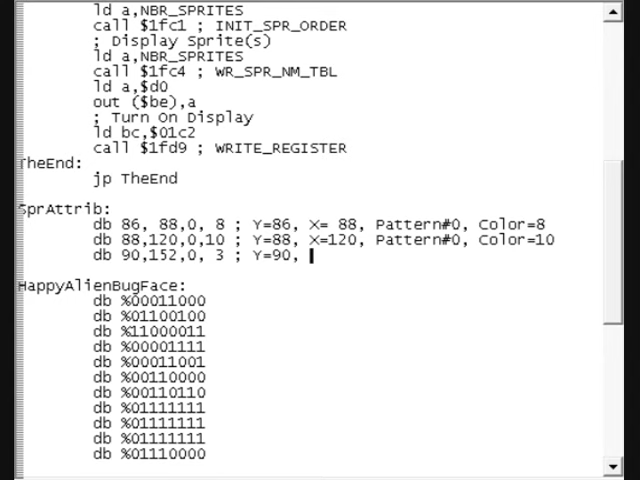 ld a,NBR_SPRITES
call $1fc1 ; INIT_SPR_ORDER
; Display Sprite(s)
ld a,NBR_SPRITES
call $1fc4 ; WR_SPR_NM_TBL
ld a,$d0
out ($be),a
; Turn On Display
ld bc,$01c2
call $1fd9 ; WRITE_REGISTER
TheEnd:
jp TheEnd
SprAttrib:
db 86, 88,0, 8 ; Y=86, X= 88, Pattern#0, Color=8
db 88,120,0,10 ; Y=88, X=120, Pattern#0, Color=10
db 90,152,0, 3 ; Y=90,
HappyAlienBugFace:
db %00011000
db %01100100
db %11000011
db %00001111
db %00011001
db %00110000
db %00110110
db %01111111
db %01111111
db %01111111
db %01110000